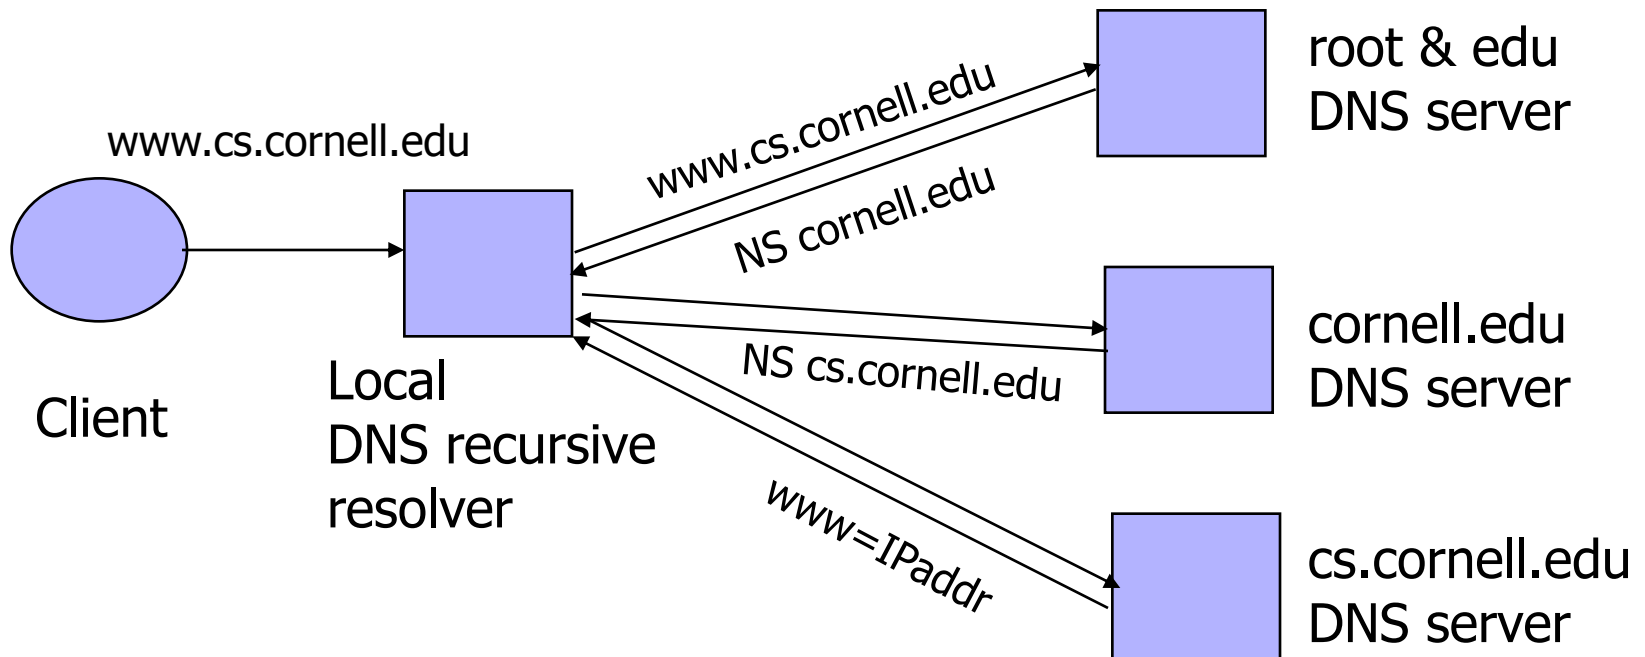 www.cs.cornell.edu
Client
Local
DNS recursive
resolver
www.cs.cornell.edu
NS cornell.edu
root & edu
DNS server
NS cs.cornell.edu
cornell.edu
DNS server
www=IPaddr
cs.cornell.edu
DNS server